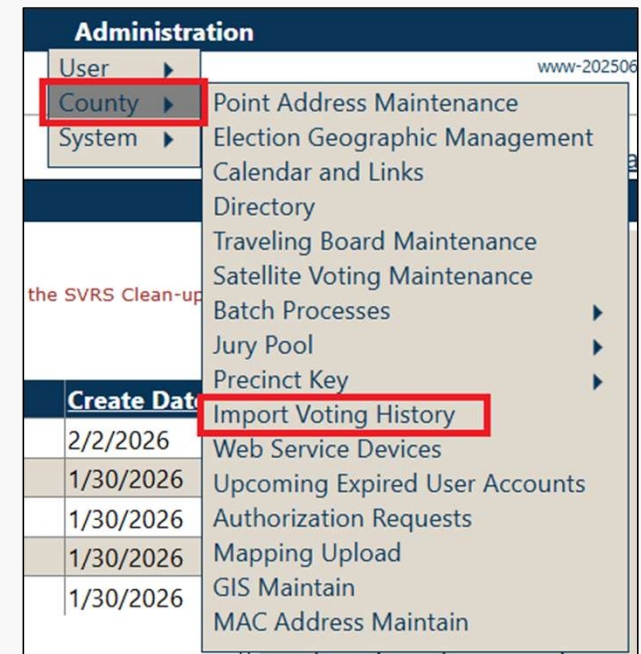 Administration
User
www-202506
County
System
Point Address Maintenance
Election Geographic Management
Calendar and Links
Directory
Traveling Board Maintenance
Satellite Voting Maintenance
the SVRS Clean-up
Batch Processes
Jury Pool
Precinct Key
Import Voting History
Web Service Devices
Upcoming Expired User Accounts
Authorization Requests
Mapping Upload
GIS Maintain
MAC Address Maintain
Create Date
2/2/2026
1/30/2026
1/30/2026
1/30/2026
1/30/2026